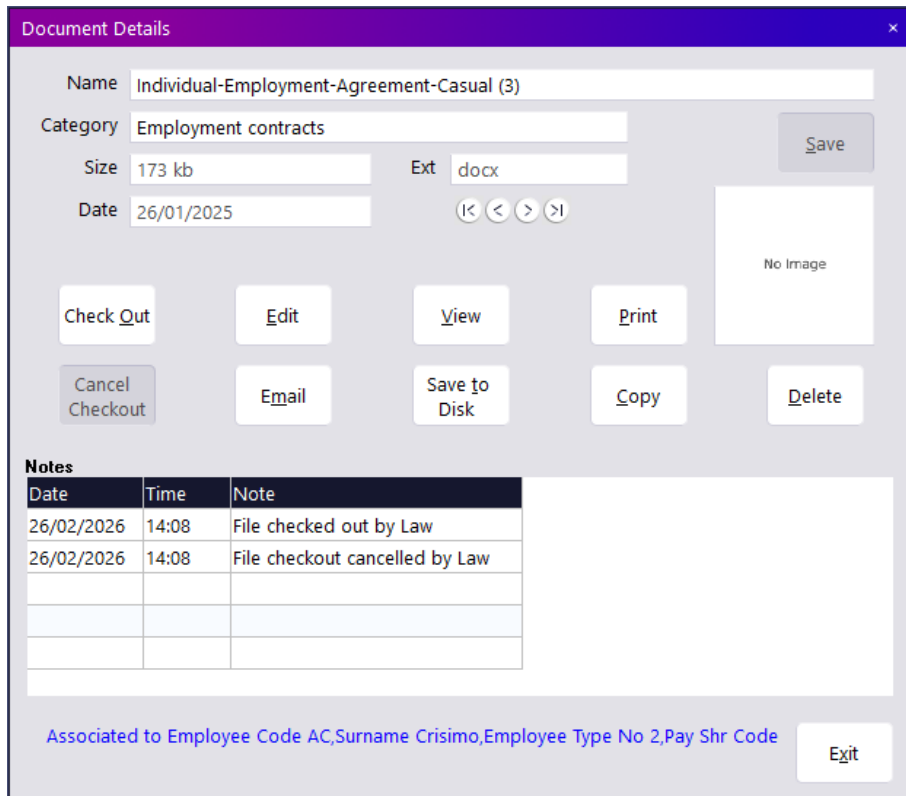 Document Details ×
Name Individual-Employment-Agreement-Casual (3)
Category Employment contracts
Save
Size 173 kb Ext docx
Date 26/01/2025
No Image
Check Out Edit View Print
Cancel Checkout Email Save to Disk Copy Delete
Notes
Date Time Note
26/02/2026 14:08 File checked out by Law
26/02/2026 14:08 File checkout cancelled by Law
Associated to Employee Code AC,Surname Crisimo,Employee Type No 2,Pay Shr Code
Exit